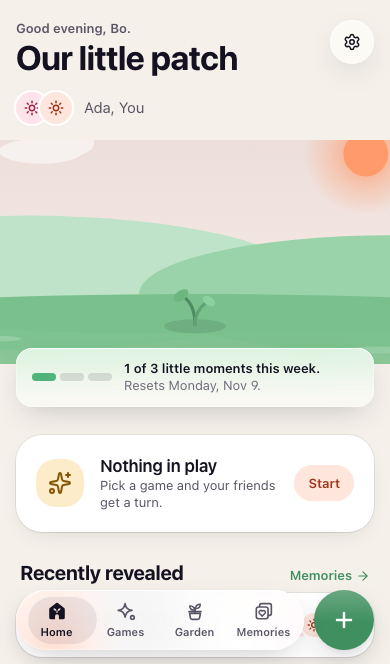 Good evening, Bo.
Our little patch
Ada, You
1 of 3 little moments this week.
Resets Monday, Nov 9.
Nothing in play
Pick a game and your friends
get a turn.
Start
Recently revealed
Memories →
Home
Games
Garden
Memories